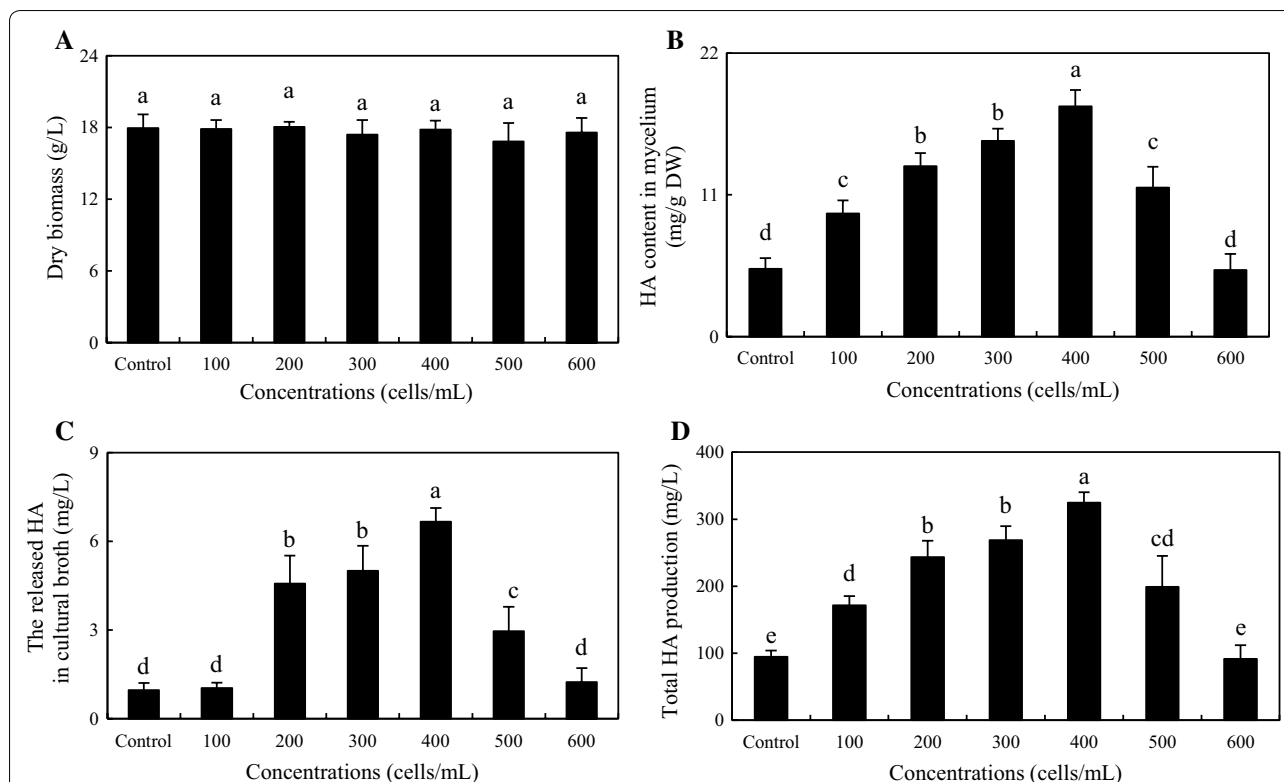 A
24
18
12
6
0
Dry biomass (g/L)
a a a a a a a
Control 100 200 300 400 500 600
Concentrations (cells/mL)
B
22
11
0
HA content in mycelium
(mg/g DW)
d c b b a c d
Control 100 200 300 400 500 600
Concentrations (cells/mL)
C
9
6
3
0
The released HA
in cultural broth (mg/L)
d d b b a c d
Control 100 200 300 400 500 600
Concentrations (cells/mL)
D
400
300
200
100
0
Total HA production (mg/L)
e d b b a cd e
Control 100 200 300 400 500 600
Concentrations (cells/mL)